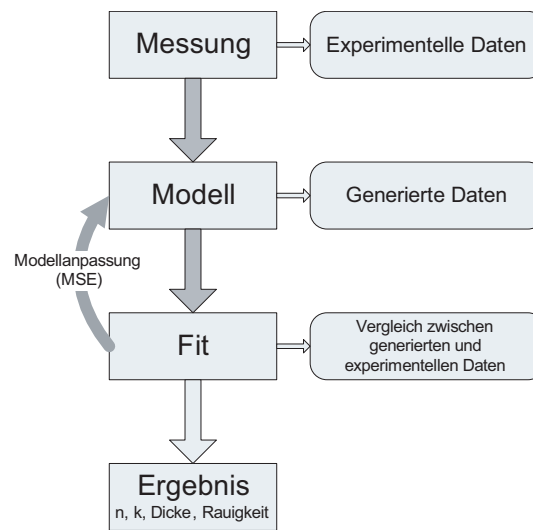 Messung
Experimentelle Daten
Modell
Generierte Daten
Modellanpassung
(MSE)
Fit
Vergleich zwischen
generierten und
experimentellen Daten
Ergebnis
n, k, Dicke, Rauigkeit